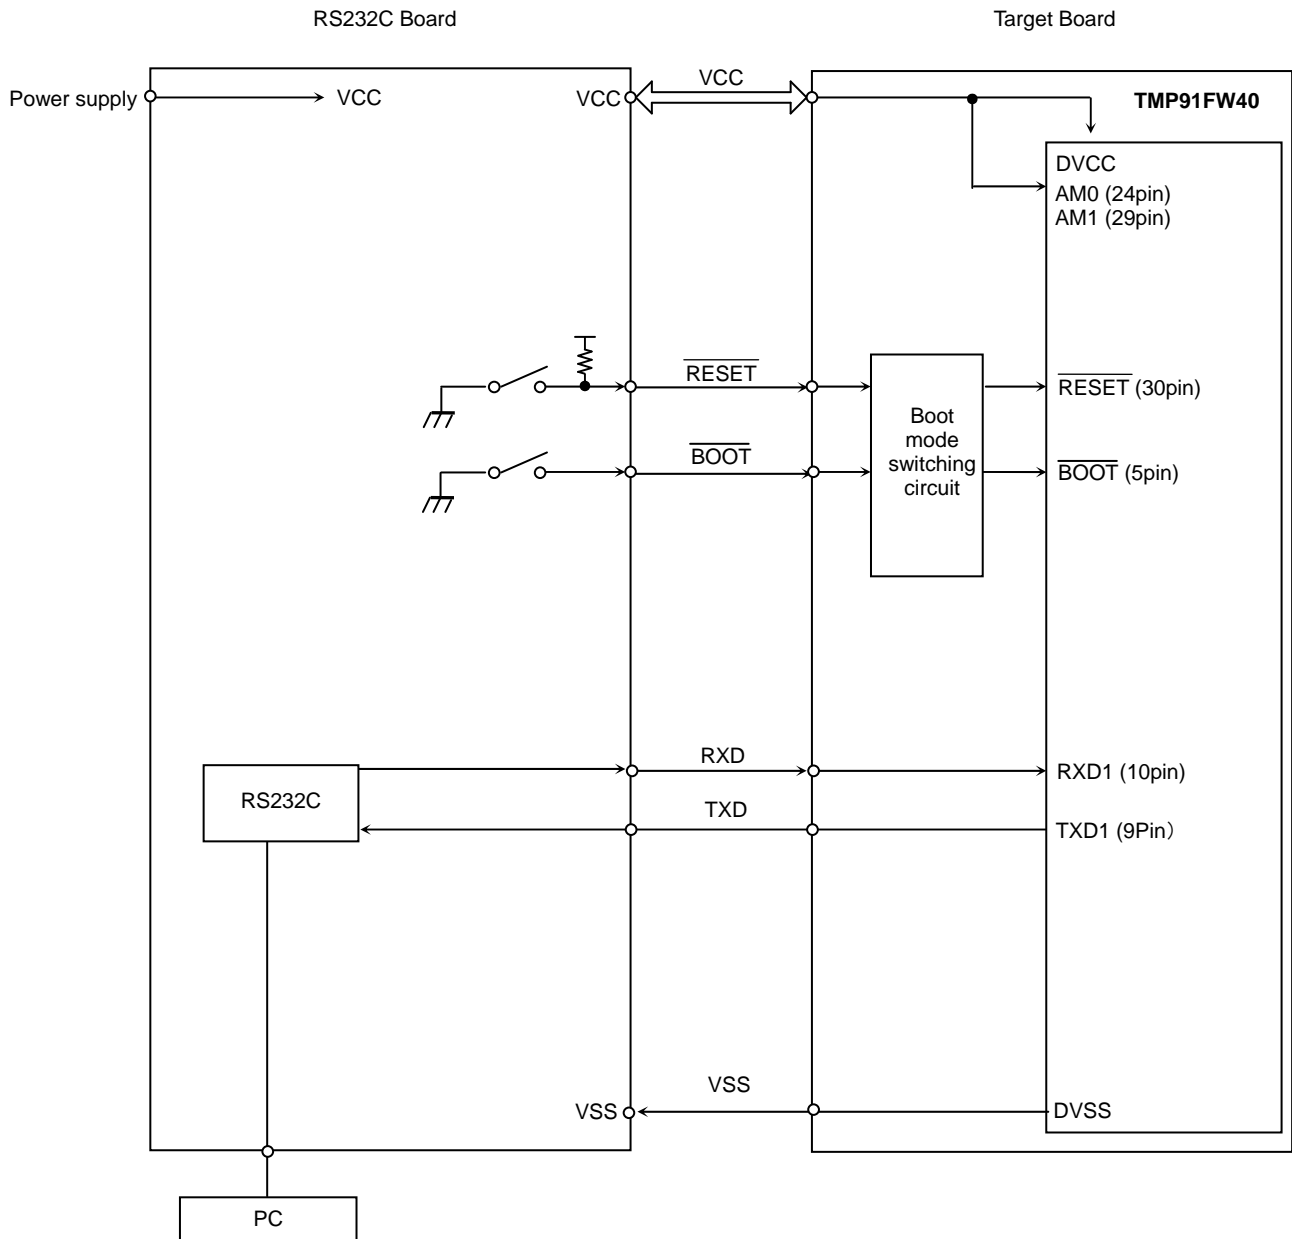 RS232C Board
Target Board
Power supply
VCC
VCC
VCC
TMP91FW40
DVCC
AM0 (24pin)
AM1 (29pin)
RESET
RESET (30pin)
Boot
mode
switching
circuit
BOOT
BOOT (5pin)
RXD
RXD1 (10pin)
RS232C
TXD
TXD1 (9Pin）
VSS
VSS
DVSS
PC